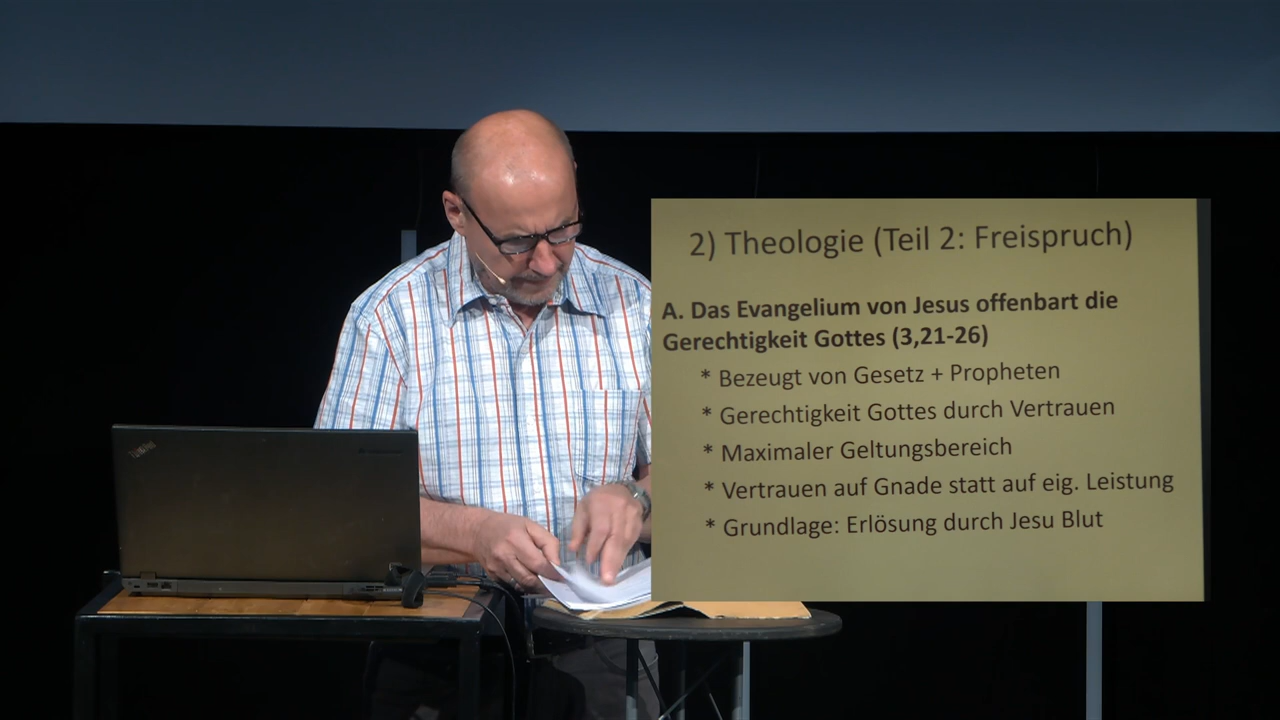 2) Theologie (Teil 2: Freispruch)
A. Das Evangelium von Jesus offenbart die
Gerechtigkeit Gottes (3,21-26)
* Bezeugt von Gesetz + Propheten
* Gerechtigkeit Gottes durch Vertrauen
* Maximaler Geltungsbereich
* Vertrauen auf Gnade statt auf eig. Leistung
* Grundlage: Erlösung durch Jesu Blut
ThinkPad